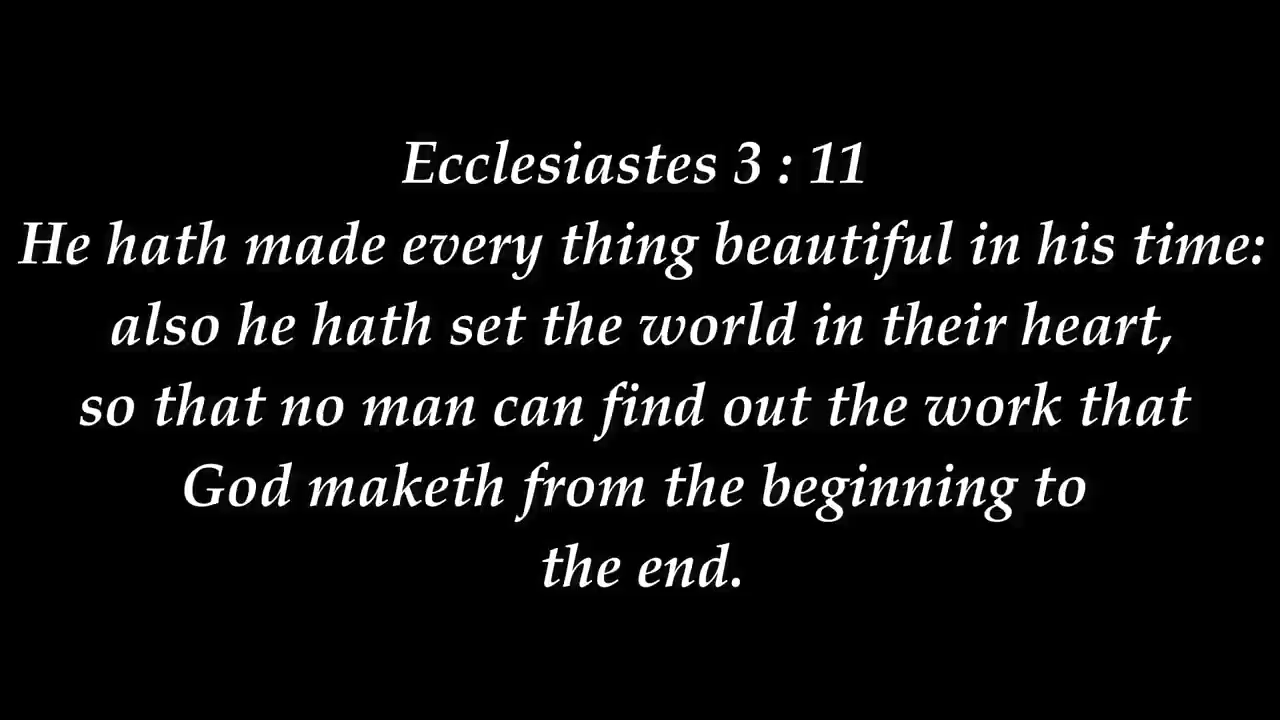 Ecclesiastes 3 : 11
He hath made every thing beautiful in his time:
also he hath set the world in their heart,
so that no man can find out the work that
God maketh from the beginning to
the end.